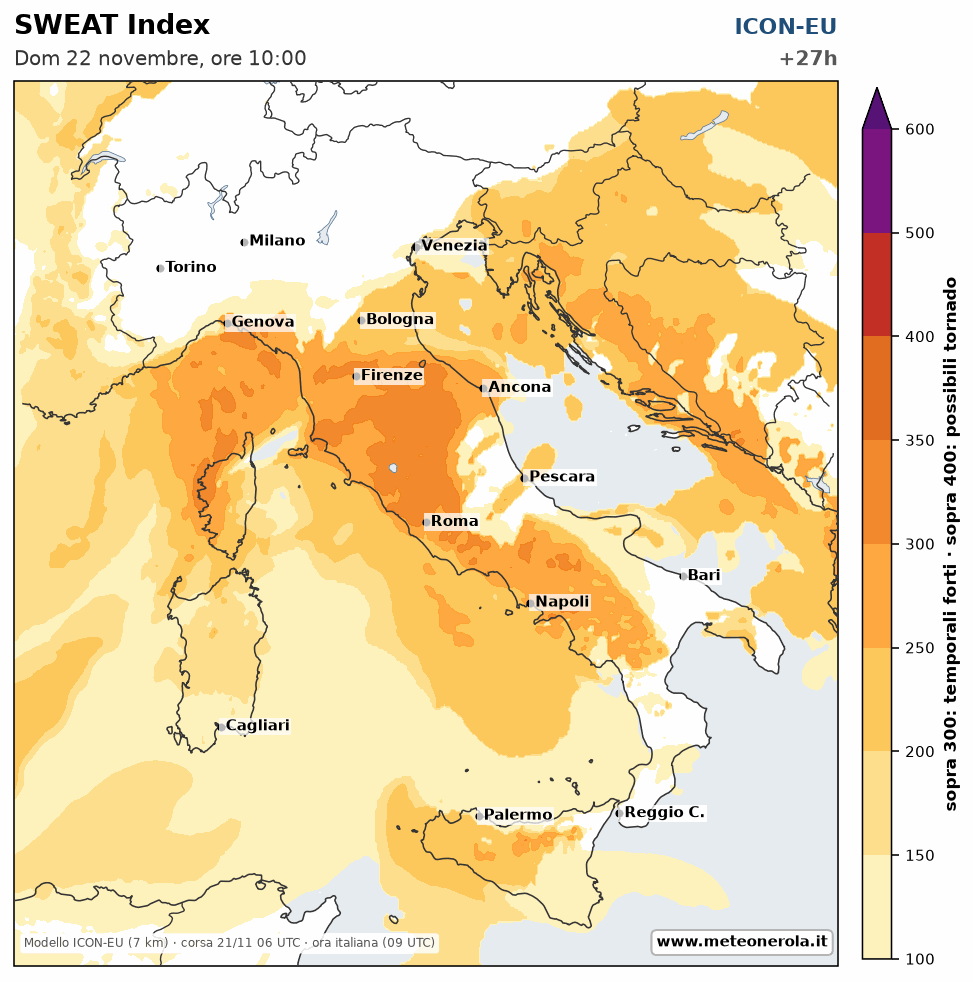 SWEAT Index
ICON-EU
Dom 22 novembre, ore 10:00
+27h
600
500
400
350
300
250
200
150
100
sopra 300: temporali forti · sopra 400: possibili tornado
Milano
Venezia
Torino
Genova
Bologna
Firenze
Ancona
Pescara
Roma
Bari
Napoli
Cagliari
Palermo
Reggio C.
Modello ICON-EU (7 km) · corsa 21/11 06 UTC · ora italiana (09 UTC)
www.meteonerola.it